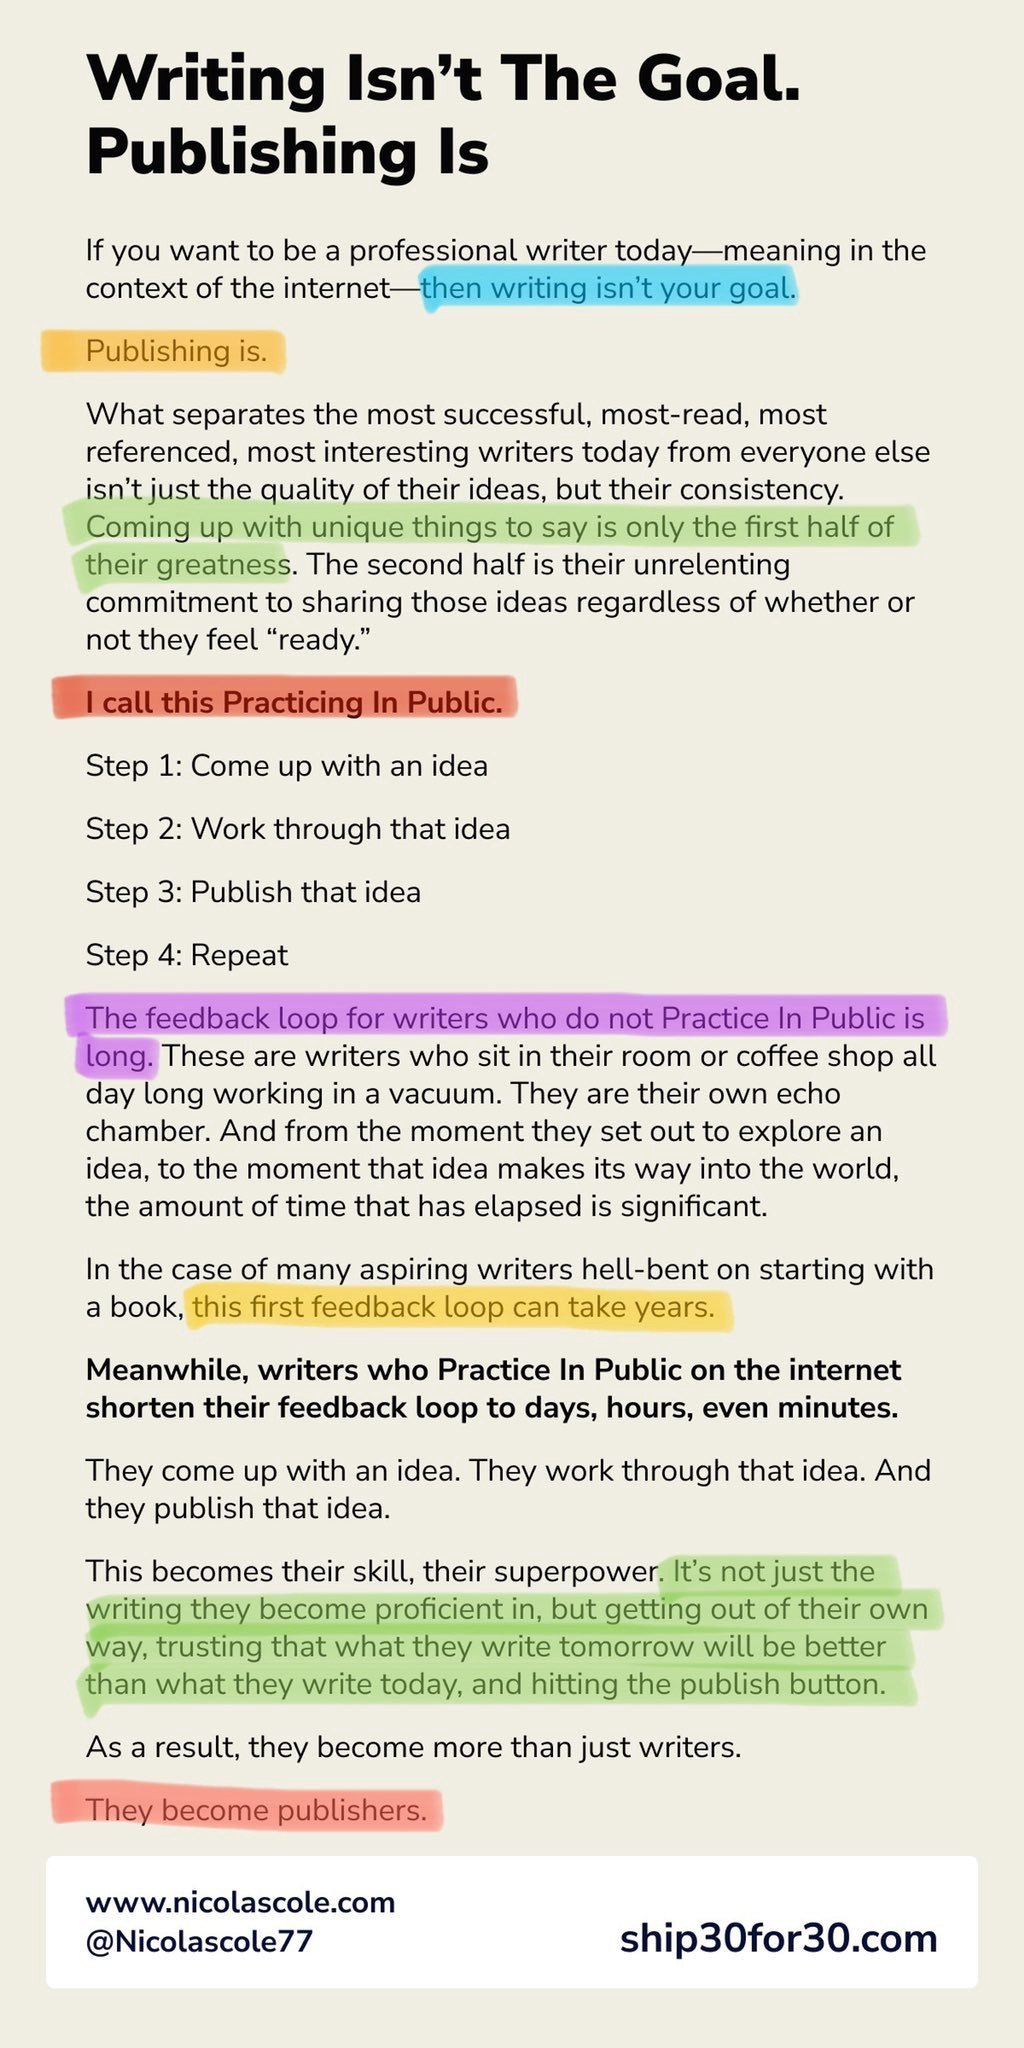 Writing Isn’t The Goal.
Publishing Is
If you want to be a professional writer today—meaning in the
context of the internet—then writing isn’t your goal.
Publishing is.
What separates the most successful, most-read, most
referenced, most interesting writers today from everyone else
isn’t just the quality of their ideas, but their consistency.
Coming up with unique things to say is only the first half of
their greatness. The second half is their unrelenting
commitment to sharing those ideas regardless of whether or
not they feel “ready.”
I call this Practicing In Public.
Step 1: Come up with an idea
Step 2: Work through that idea
Step 3: Publish that idea
Step 4: Repeat
The feedback loop for writers who do not Practice In Public is
long. These are writers who sit in their room or coffee shop all
day long working in a vacuum. They are their own echo
chamber. And from the moment they set out to explore an
idea, to the moment that idea makes its way into the world,
the amount of time that has elapsed is significant.
In the case of many aspiring writers hell-bent on starting with
a book, this first feedback loop can take years.
Meanwhile, writers who Practice In Public on the internet
shorten their feedback loop to days, hours, even minutes.
They come up with an idea. They work through that idea. And
they publish that idea.
This becomes their skill, their superpower. It’s not just the
writing they become proficient in, but getting out of their own
way, trusting that what they write tomorrow will be better
than what they write today, and hitting the publish button.
As a result, they become more than just writers.
They become publishers.
www.nicolascole.com
@Nicolascole77
ship30for30.com